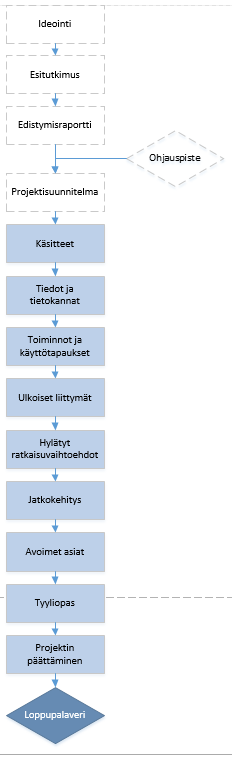 Ideointi
Esitutkimus
Edistymisraportti
Ohjauspiste
Projektisuunnitelma
Käsitteet
Tiedot ja
tietokannat
Toiminnot ja
käyttötapaukset
Ulkoiset liittymät
Hylätyt
ratkaisuvaihtoehdot
Jatkokehitys
Avoimet asiat
Tyyliopas
Projektin
päättäminen
Loppupalaveri